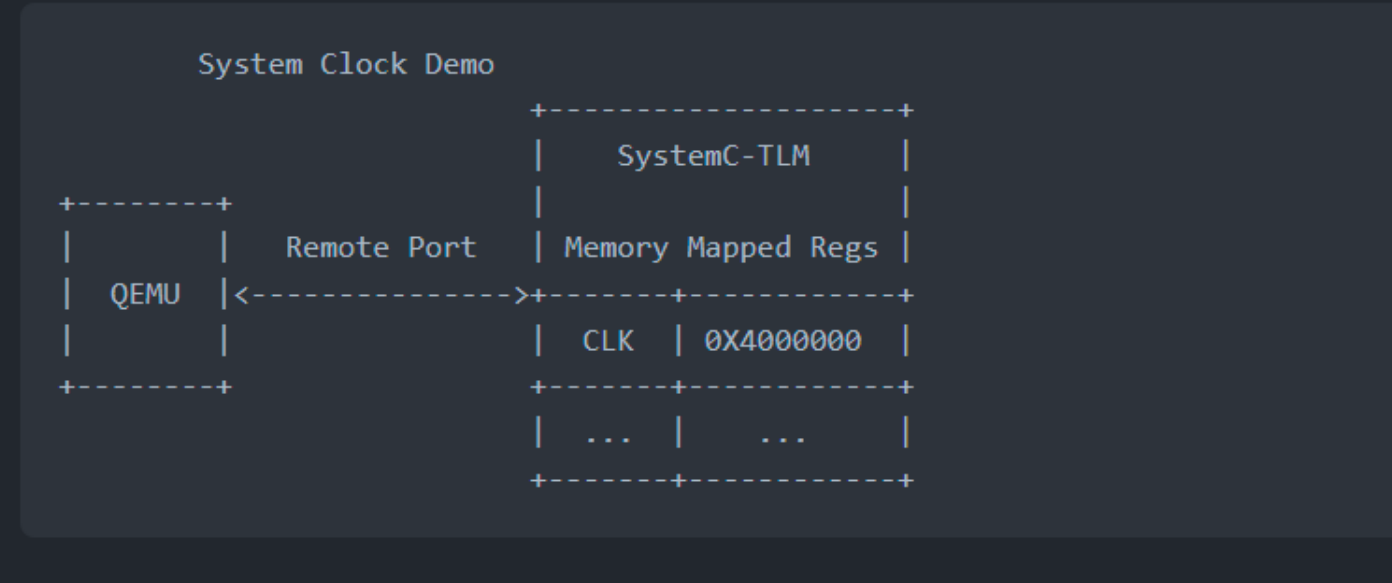 System Clock Demo
+---------------------+
|    SystemC-TLM     |
+--------+                 |                    |
|        |   Remote Port   | Memory Mapped Regs |
|  QEMU  |<--------------->+-------+------------+
|        |                 |  CLK  | 0X4000000  |
+--------+                 +-------+------------+
|  ...  |    ...     |
+-------+------------+